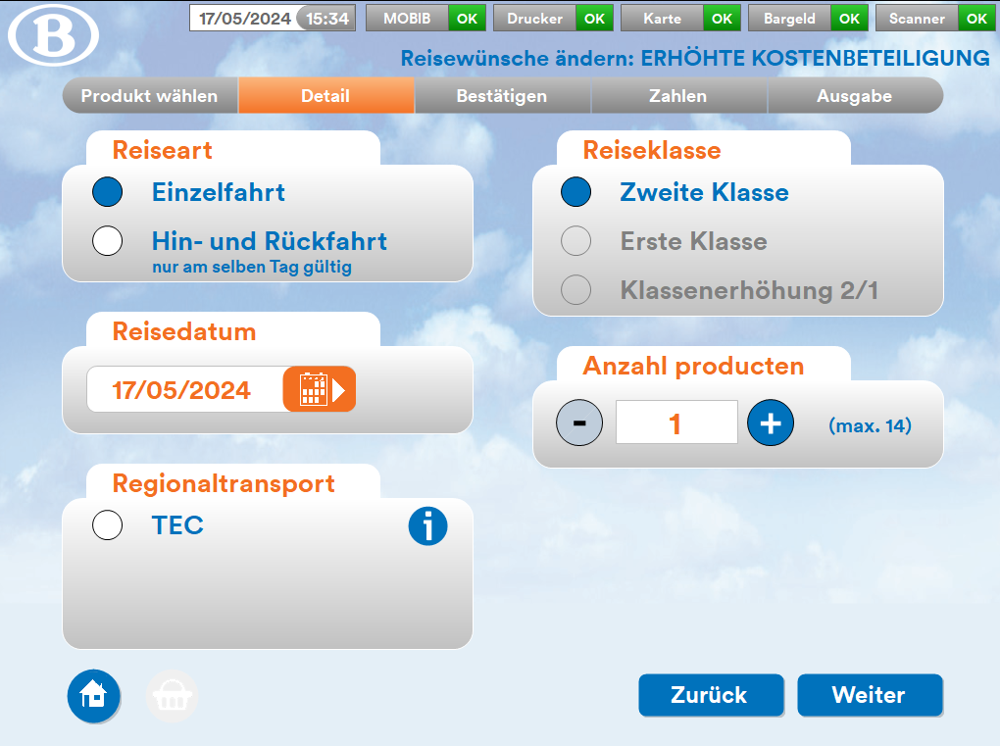 B
17/05/2024 15:34 MOBIB OK Drucker OK Karte OK Bargeld OK Scanner OK
Reisewünsche ändern: ERHÖHTE KOSTENBETEILIGUNG
Produkt wählen Detail Bestätigen Zahlen Ausgabe
Reiseart
Einzelfahrt
Hin- und Rückfahrt
nur am selben Tag gültig
Reiseklasse
Zweite Klasse
Erste Klasse
Klassenerhöhung 2/1
Reisedatum
17/05/2024
Anzahl producten
- 1 + (max. 14)
Regionaltransport
TEC i
Zurück Weiter